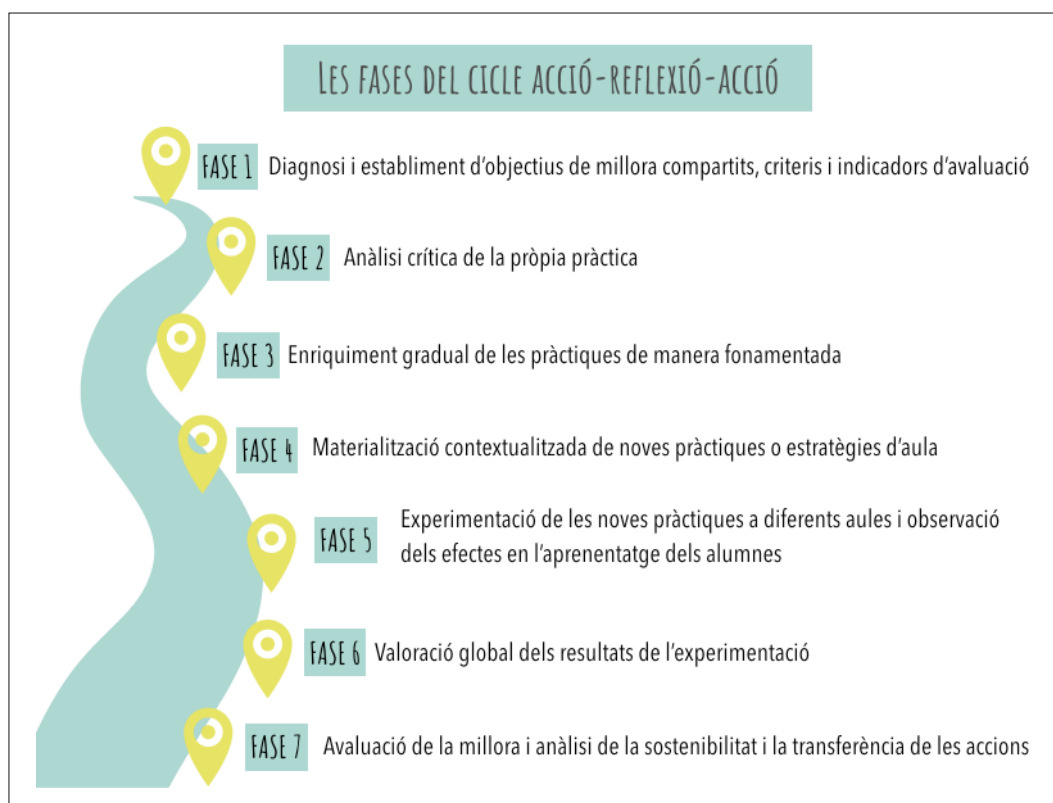 LES FASES DEL CICLE ACCIÓ-REFLEXIÓ-ACCIÓ
FASE 1 Diagnosi i establiment d'objectius de millora compartits, criteris i indicadors d'avaluació
FASE 2 Anàlisi crítica de la pròpia pràctica
FASE 3 Enriquiment gradual de les pràctiques de manera fonamentada
FASE 4 Materialització contextualitzada de noves pràctiques o estratègies d'aula
FASE 5 Experimentació de les noves pràctiques a diferents aules i observació
dels efectes en l'aprenentatge dels alumnes
FASE 6 Valoració global dels resultats de l'experimentació
FASE 7 Avaluació de la millora i anàlisi de la sostenibilitat i la transferència de les accions